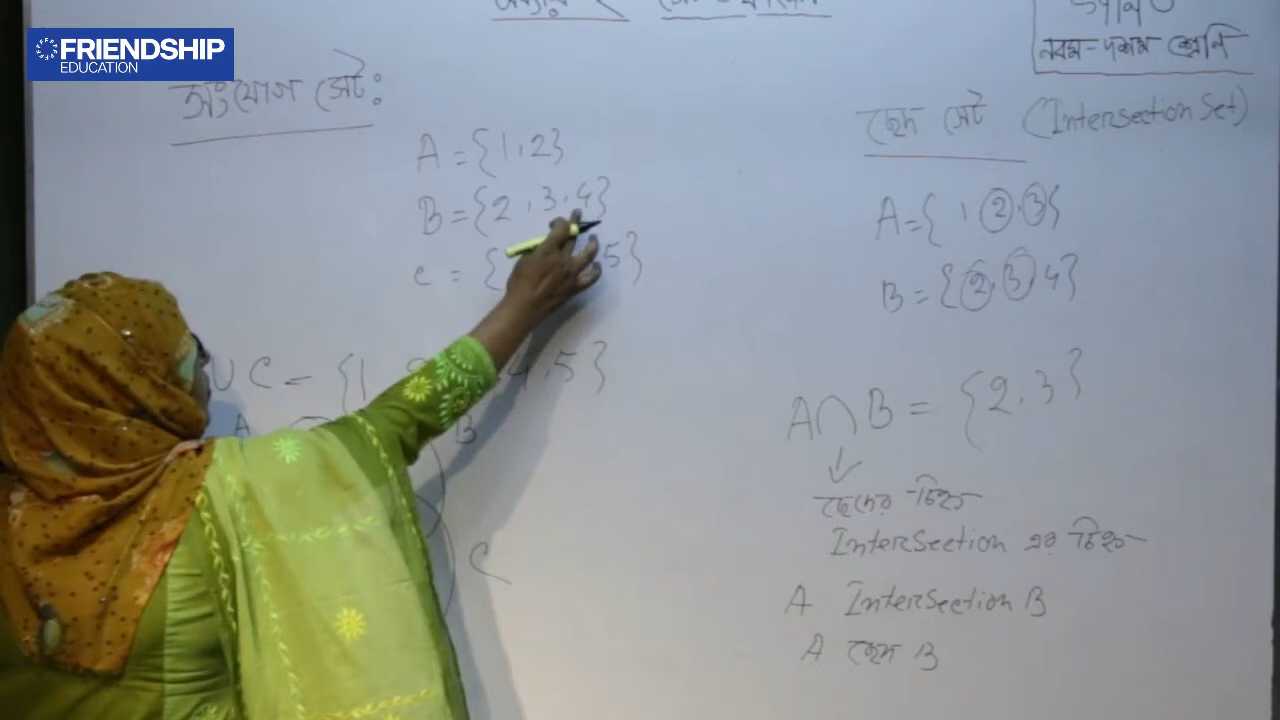 FRIENDSHIP
EDUCATION
নবম-দশম শ্রেণি
সংযোগ সেট:
A = {1, 2}
B = {2, 3, 4}
C = { 5}
U C = {1 4, 5}
A
B
C
ছেদ সেট (Intersection Set)
A = { 1, 2, 3}
B = {2, 3, 4}
A∩B = {2, 3}
↓
ছেদের চিহ্ন
Intersection এর চিহ্ন
A Intersection B
A ছেদ B